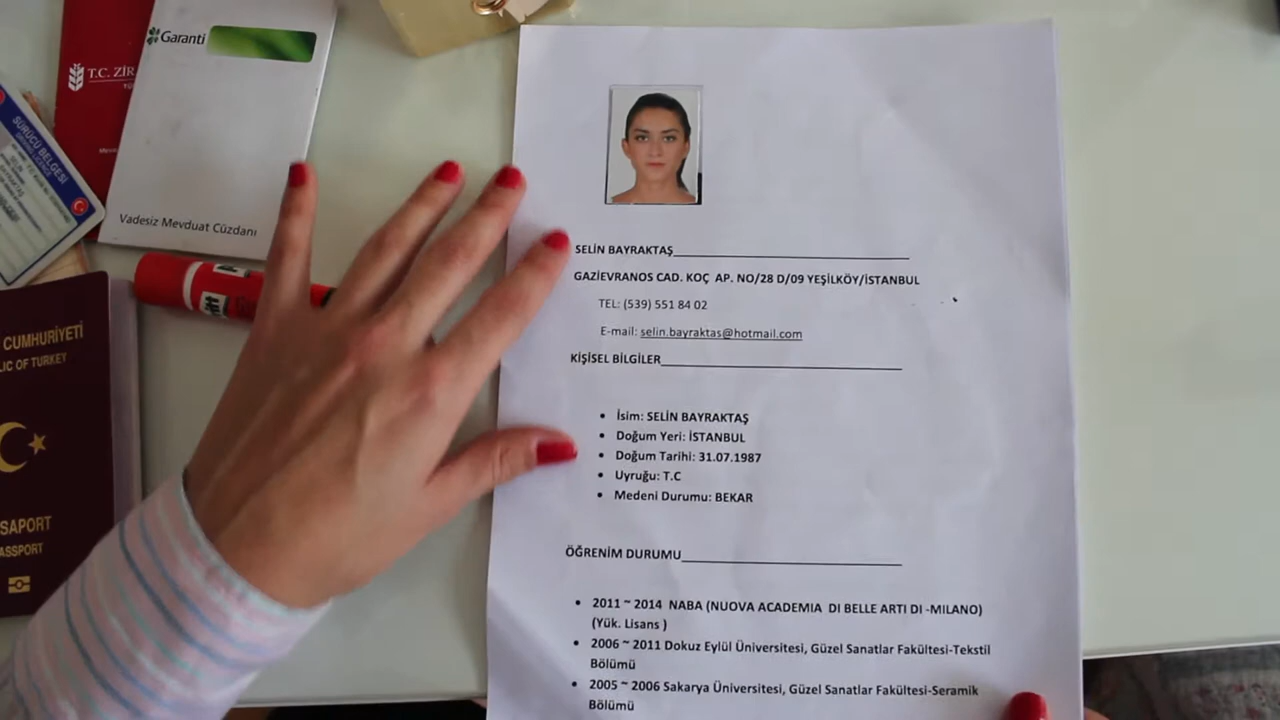 Garanti
T.C. ZİR
Vadesiz Mevduat Cüzdanı
SÜRÜCÜ BELGESİ
CUMHURİYETİ
LIC OF TURKEY
SAPORT
ASSPORT
SELİN BAYRAKTAŞ
GAZİEVRANOS CAD. KOÇ AP. NO/28 D/09 YEŞİLKÖY/İSTANBUL
TEL: (539) 551 84 02
E-mail: selin.bayraktas@hotmail.com
KİŞİSEL BİLGİLER
• İsim: SELİN BAYRAKTAŞ
• Doğum Yeri: İSTANBUL
• Doğum Tarihi: 31.07.1987
• Uyruğu: T.C
• Medeni Durumu: BEKAR
ÖĞRENİM DURUMU
• 2011 ~ 2014 NABA (NUOVA ACADEMIA DI BELLE ARTI DI -MILANO)
(Yük. Lisans )
• 2006 ~ 2011 Dokuz Eylül Üniversitesi, Güzel Sanatlar Fakültesi-Tekstil
Bölümü
• 2005 ~ 2006 Sakarya Üniversitesi, Güzel Sanatlar Fakültesi-Seramik
Bölümü